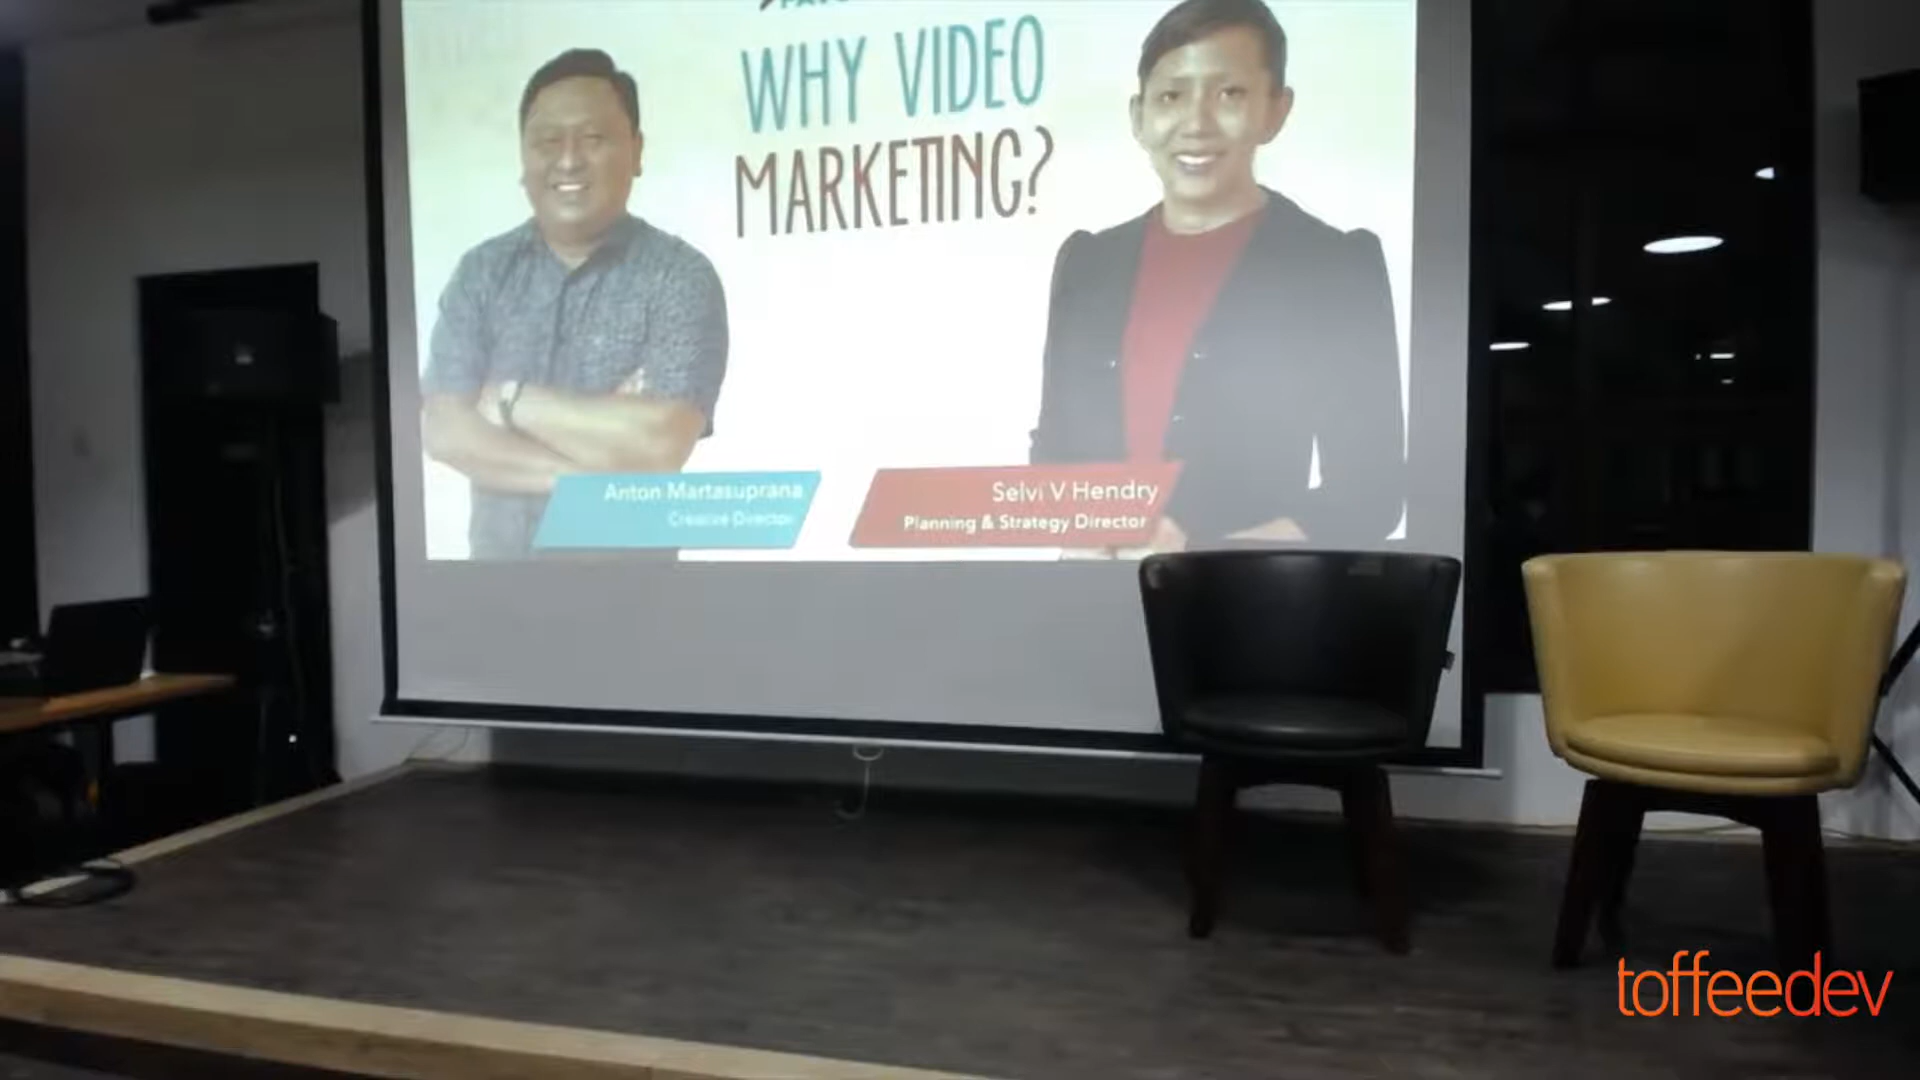 WHY VIDEO
MARKETING?
Anton Martasuprana
Creative Director
Selvi V Hendry
Planning & Strategy Director
toffeedev